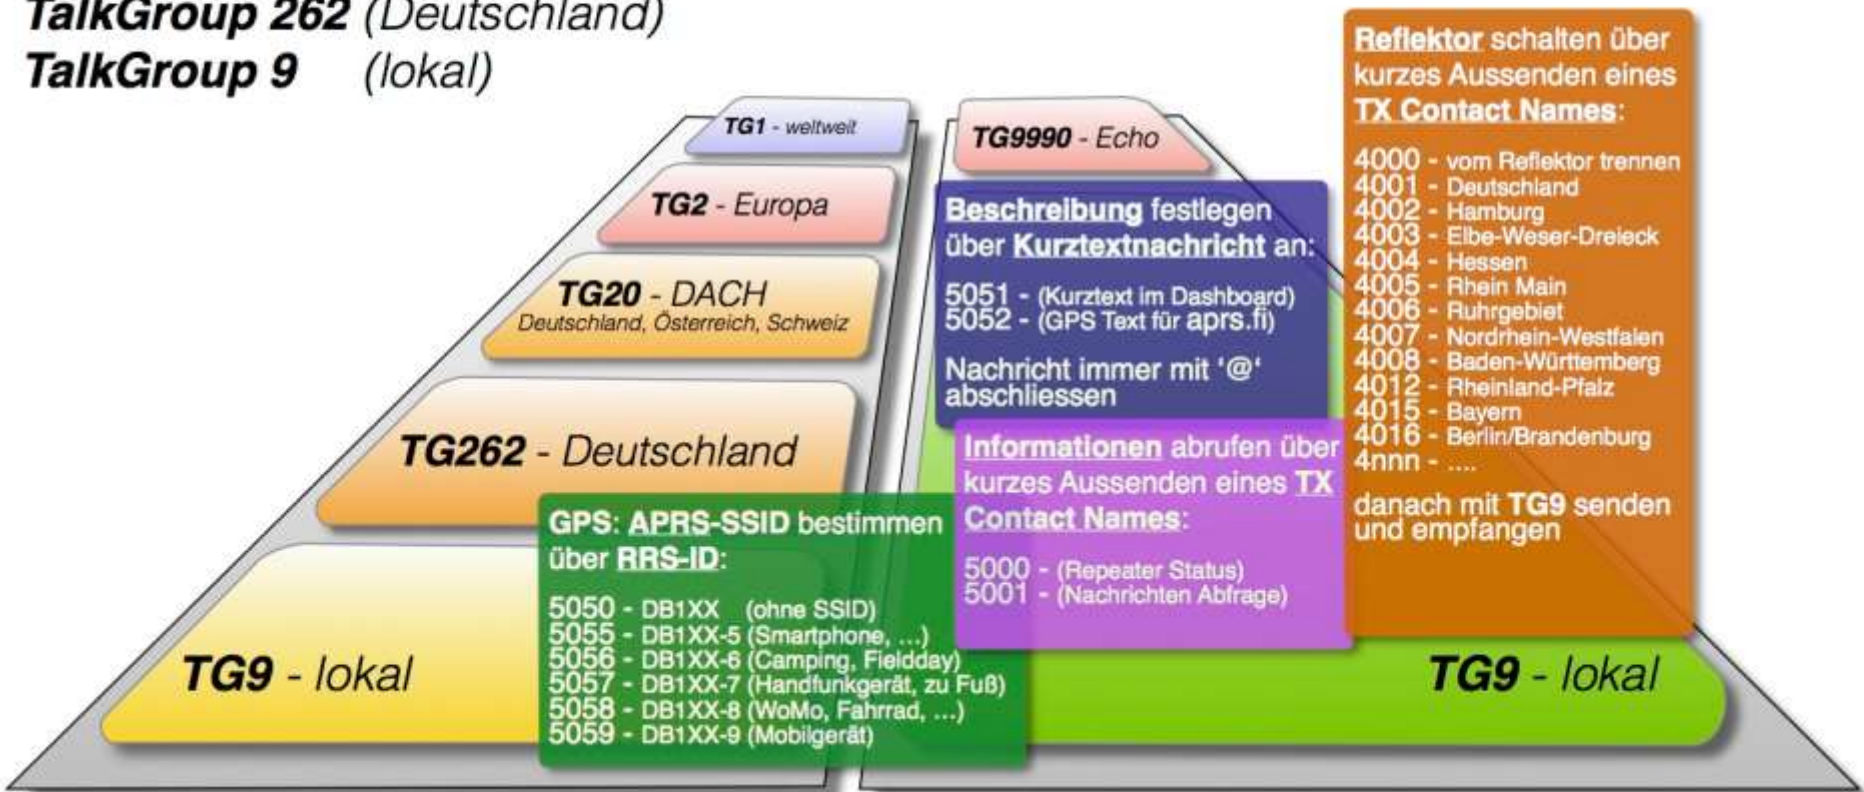 TalkGroup 262 (Deutschland)
TalkGroup 9 (lokal)
TG1 - weltweit
TG2 - Europa
TG20 - DACH
Deutschland, Österreich, Schweiz
TG262 - Deutschland
TG9 - lokal
GPS: APRS-SSID bestimmen
über RRS-ID:
5050 - DB1XX (ohne SSID)
5055 - DB1XX-5 (Smartphone, ...)
5056 - DB1XX-6 (Camping, Fieldday)
5057 - DB1XX-7 (Handfunkgerät, zu Fuß)
5058 - DB1XX-8 (WoMo, Fahrrad, ...)
5059 - DB1XX-9 (Mobilgerät)
TG9990 - Echo
Beschreibung festlegen
über Kurztextnachricht an:
5051 - (Kurztext im Dashboard)
5052 - (GPS Text für aprs.fi)
Nachricht immer mit '@'
abschliessen
Informationen abrufen über
kurzes Aussenden eines TX
Contact Names:
5000 - (Repeater Status)
5001 - (Nachrichten Abfrage)
Reflektor schalten über
kurzes Aussenden eines
TX Contact Names:
4000 - vom Reflektor trennen
4001 - Deutschland
4002 - Hamburg
4003 - Elbe-Weser-Dreieck
4004 - Hessen
4005 - Rhein Main
4006 - Ruhrgebiet
4007 - Nordrhein-Westfalen
4008 - Baden-Württemberg
4012 - Rheinland-Pfalz
4015 - Bayern
4016 - Berlin/Brandenburg
4nnn - ....
danach mit TG9 senden
und empfangen
TG9 - lokal